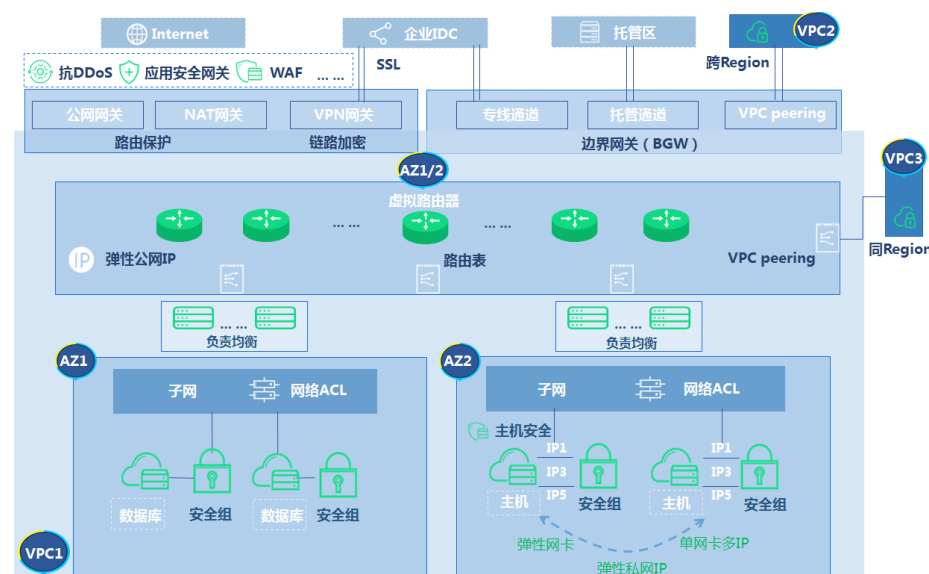 Internet
企业IDC
托管区
VPC2
抗DDoS
应用安全网关
WAF
... ...
SSL
跨Region
公网网关
NAT网关
VPN网关
专线通道
托管通道
VPC peering
路由保护
链路加密
边界网关（BGW）
AZ1/2
VPC3
虚拟路由器
... ...
... ...
IP
弹性公网IP
路由表
VPC peering
同Region
... ...
负责均衡
... ...
负责均衡
AZ1
AZ2
子网
网络ACL
子网
网络ACL
主机安全
IP1
IP3
IP5
IP1
IP3
IP5
数据库
安全组
数据库
安全组
主机
安全组
主机
安全组
弹性网卡
单网卡多IP
弹性私网IP
VPC1